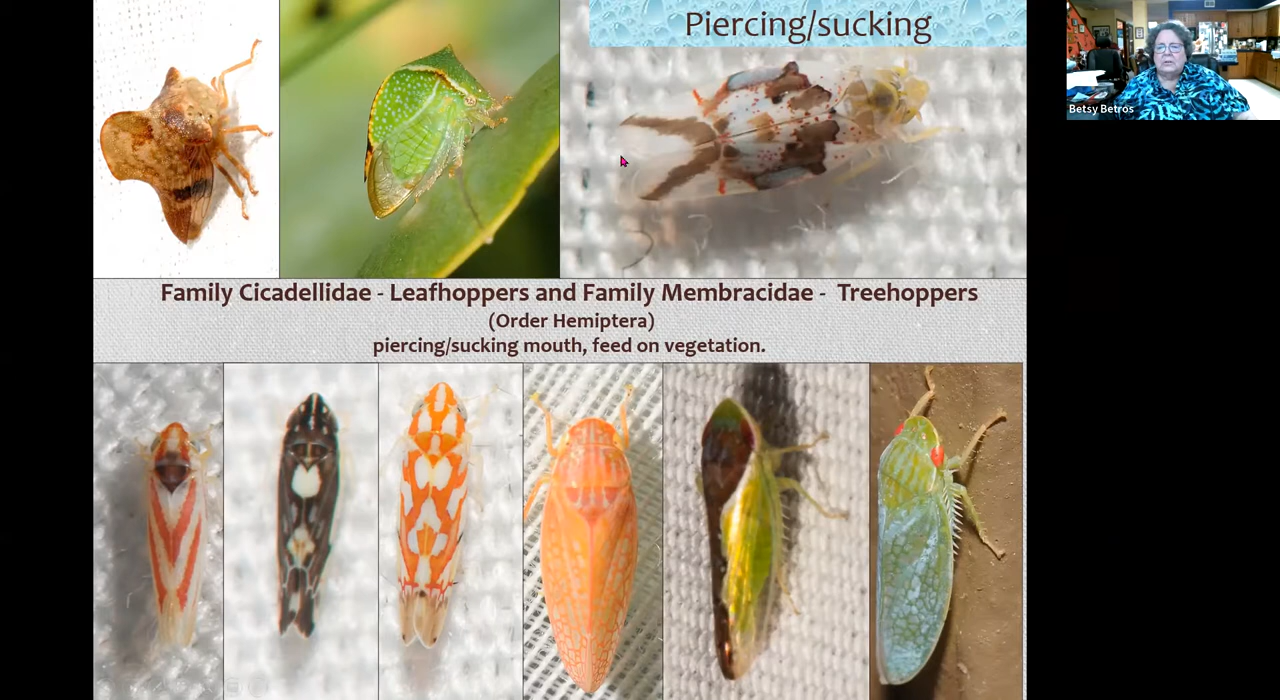 Piercing/sucking
Betsy Betros
Family Cicadellidae - Leafhoppers and Family Membracidae - Treehoppers
(Order Hemiptera)
piercing/sucking mouth, feed on vegetation.